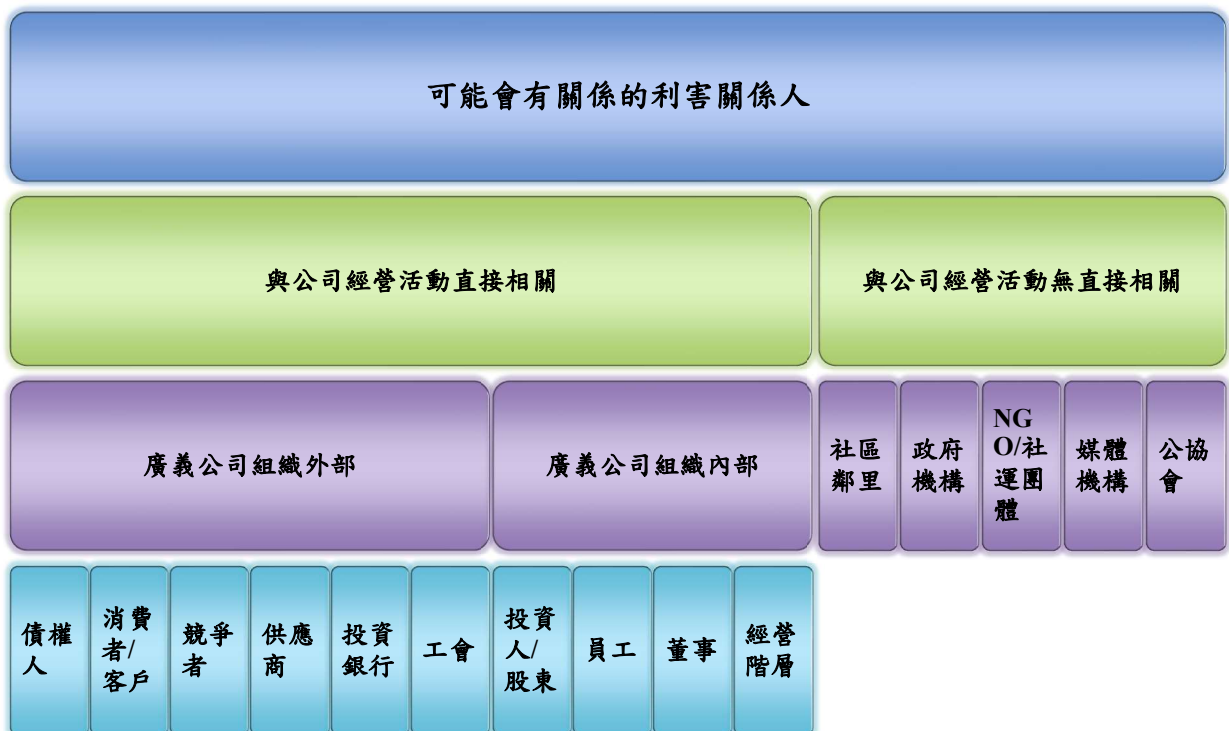 可能會有關係的利害關係人
與公司經營活動直接相關
與公司經營活動無直接相關
廣義公司組織外部
廣義公司組織內部
社區
鄰里
政府
機構
NG
O/社
運團
體
媒體
機構
公協
會
債權
人
消費
者/
客戶
競爭
者
供應
商
投資
銀行
工會
投資
人/
股東
員工
董事
經營
階層